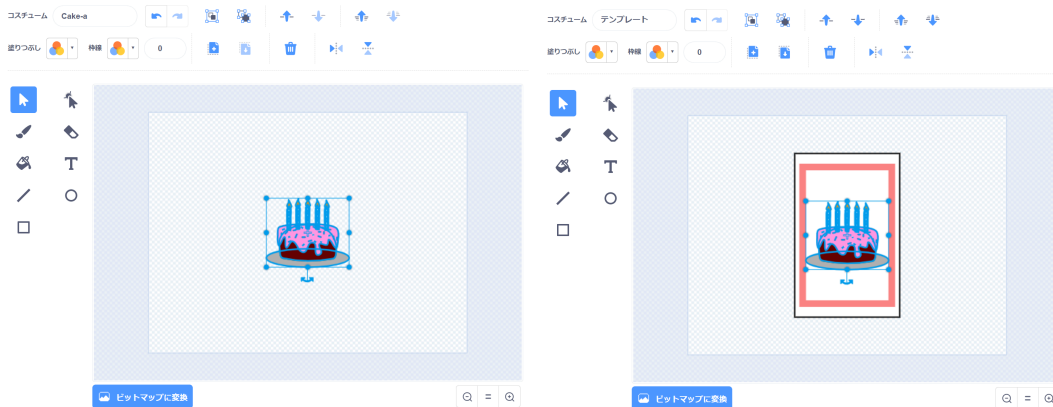 コスチューム Cake-a
塗りつぶし 枠線 0
T
ビットマップに変換
コスチューム テンプレート
塗りつぶし 枠線 0
T
ビットマップに変換